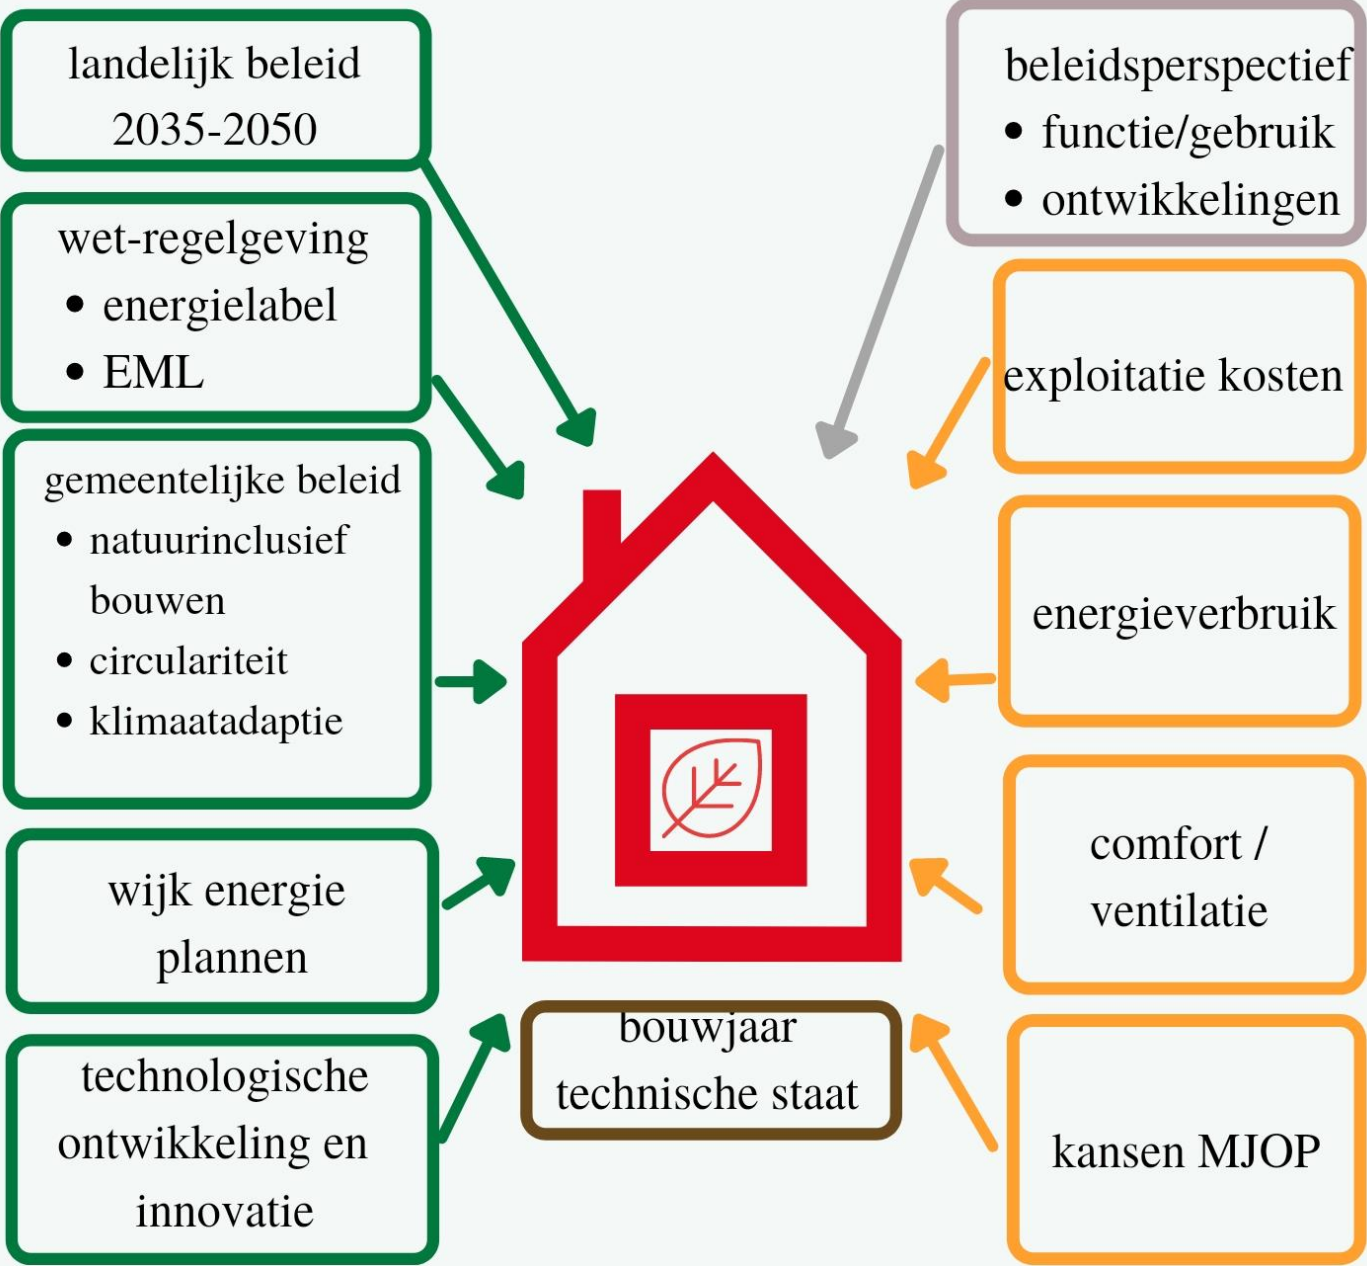 landelijk beleid
2035-2050
wet-regelgeving
• energielabel
• EML
gemeentelijke beleid
• natuurinclusief
bouwen
• circulariteit
• klimaatadaptie
wijk energie
plannen
technologische
ontwikkeling en
innovatie
bouwjaar
technische staat
beleidsperspectief
• functie/gebruik
• ontwikkelingen
exploitatie kosten
energieverbruik
comfort /
ventilatie
kansen MJOP